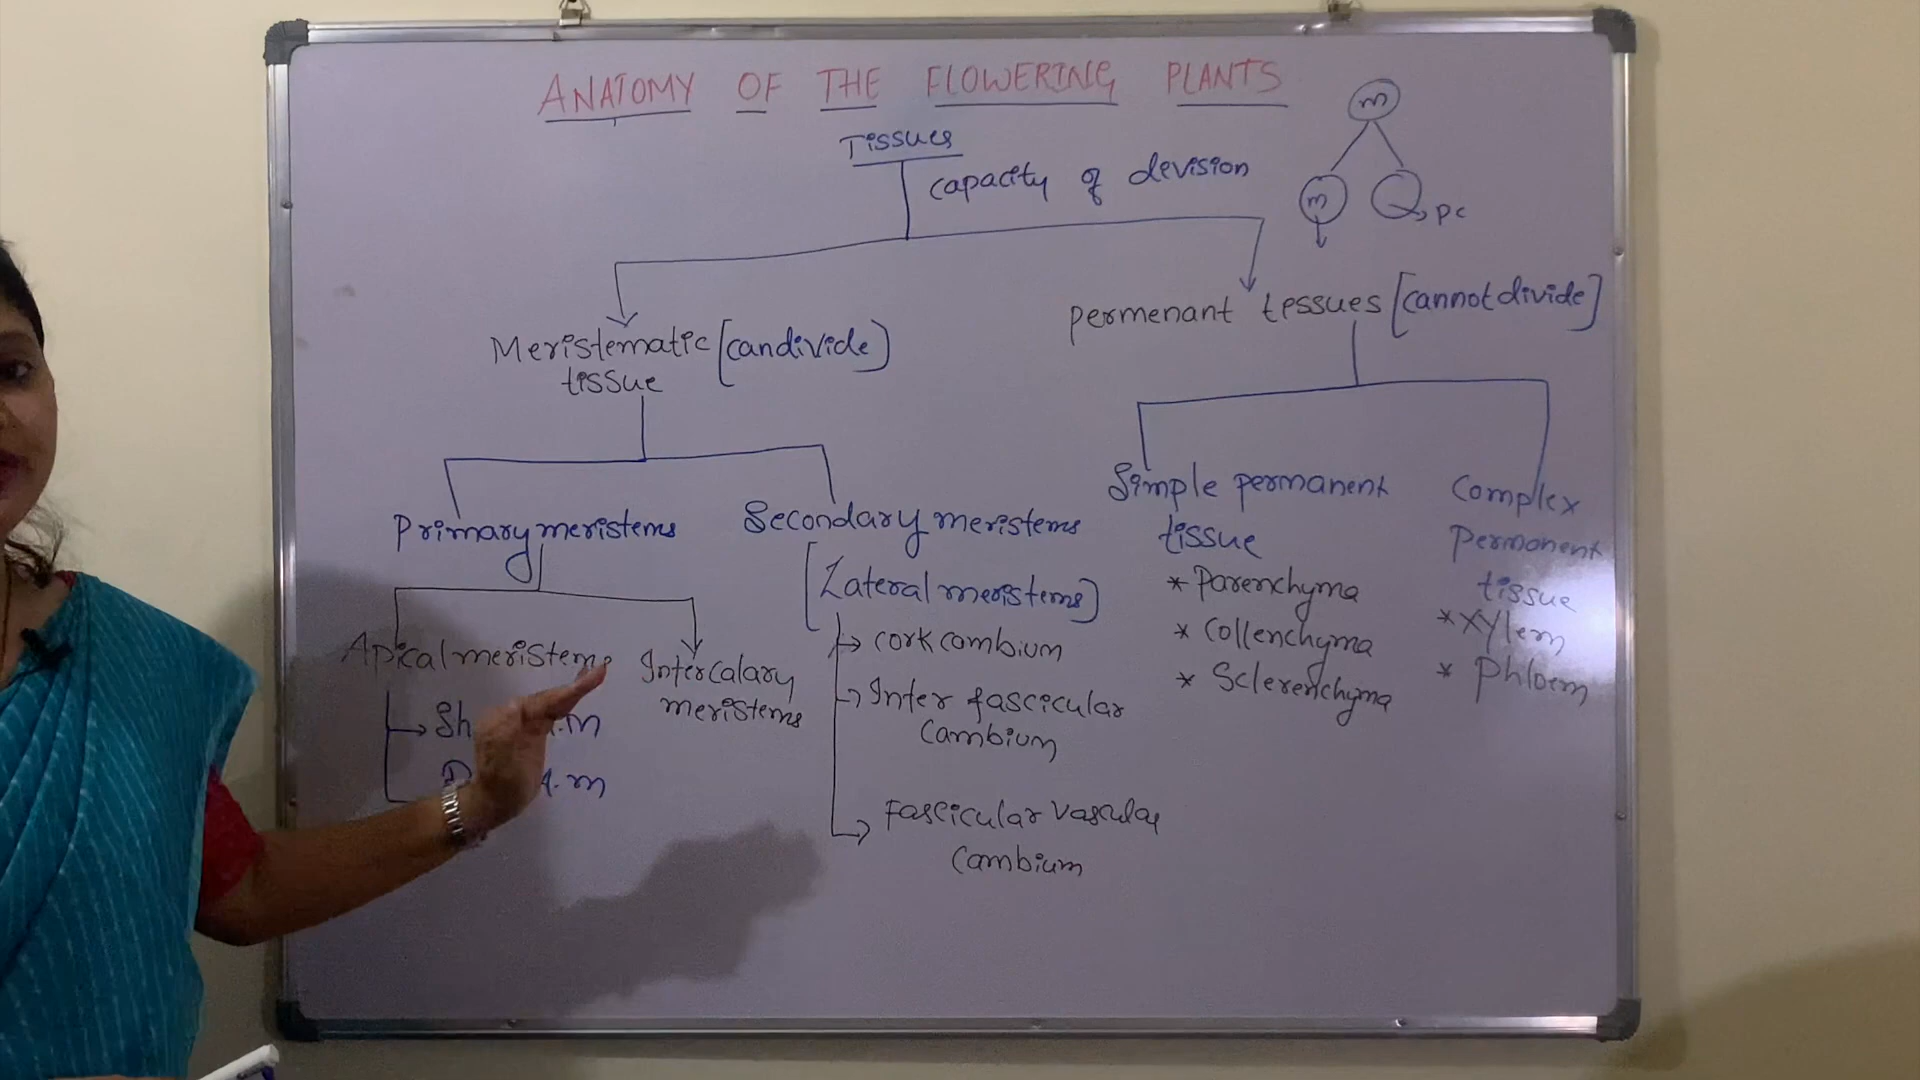 ANATOMY OF THE FLOWERING PLANTS
Tissues
capacity of devision
m
m
pc
Meristematic [candivide]
tissue
permenant tissues [cannotdivide]
Primary meristems
Secondary meristems
[Lateral meristems]
Apical meristems
A.m
Intercalary
meristems
cork cambium
Inter fascicular
Cambium
Fascicular vascular
Cambium
Simple permanent
tissue
* Parenchyma
* Collenchyma
* Sclerenchyma
Complex
Permanent
tissue
* Xylem
* Phloem